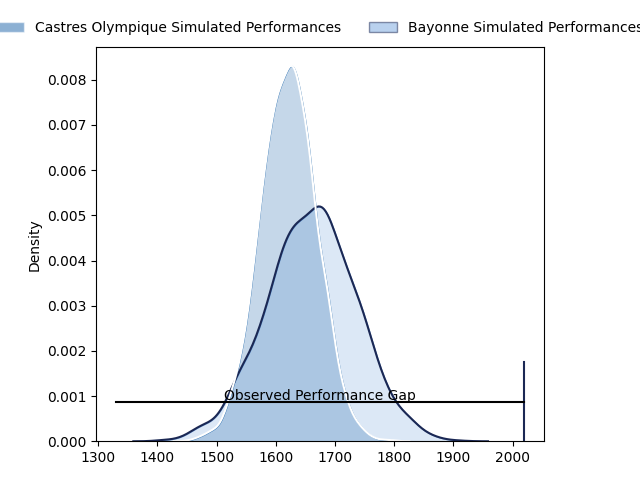 Castres Olympique Simulated Performances Bayonne Simulated Performances
Density
0.008
0.007
0.006
0.005
0.004
0.003
0.002
0.001
0.000
Observed Performance Gap
1300 1400 1500 1600 1700 1800 1900 2000